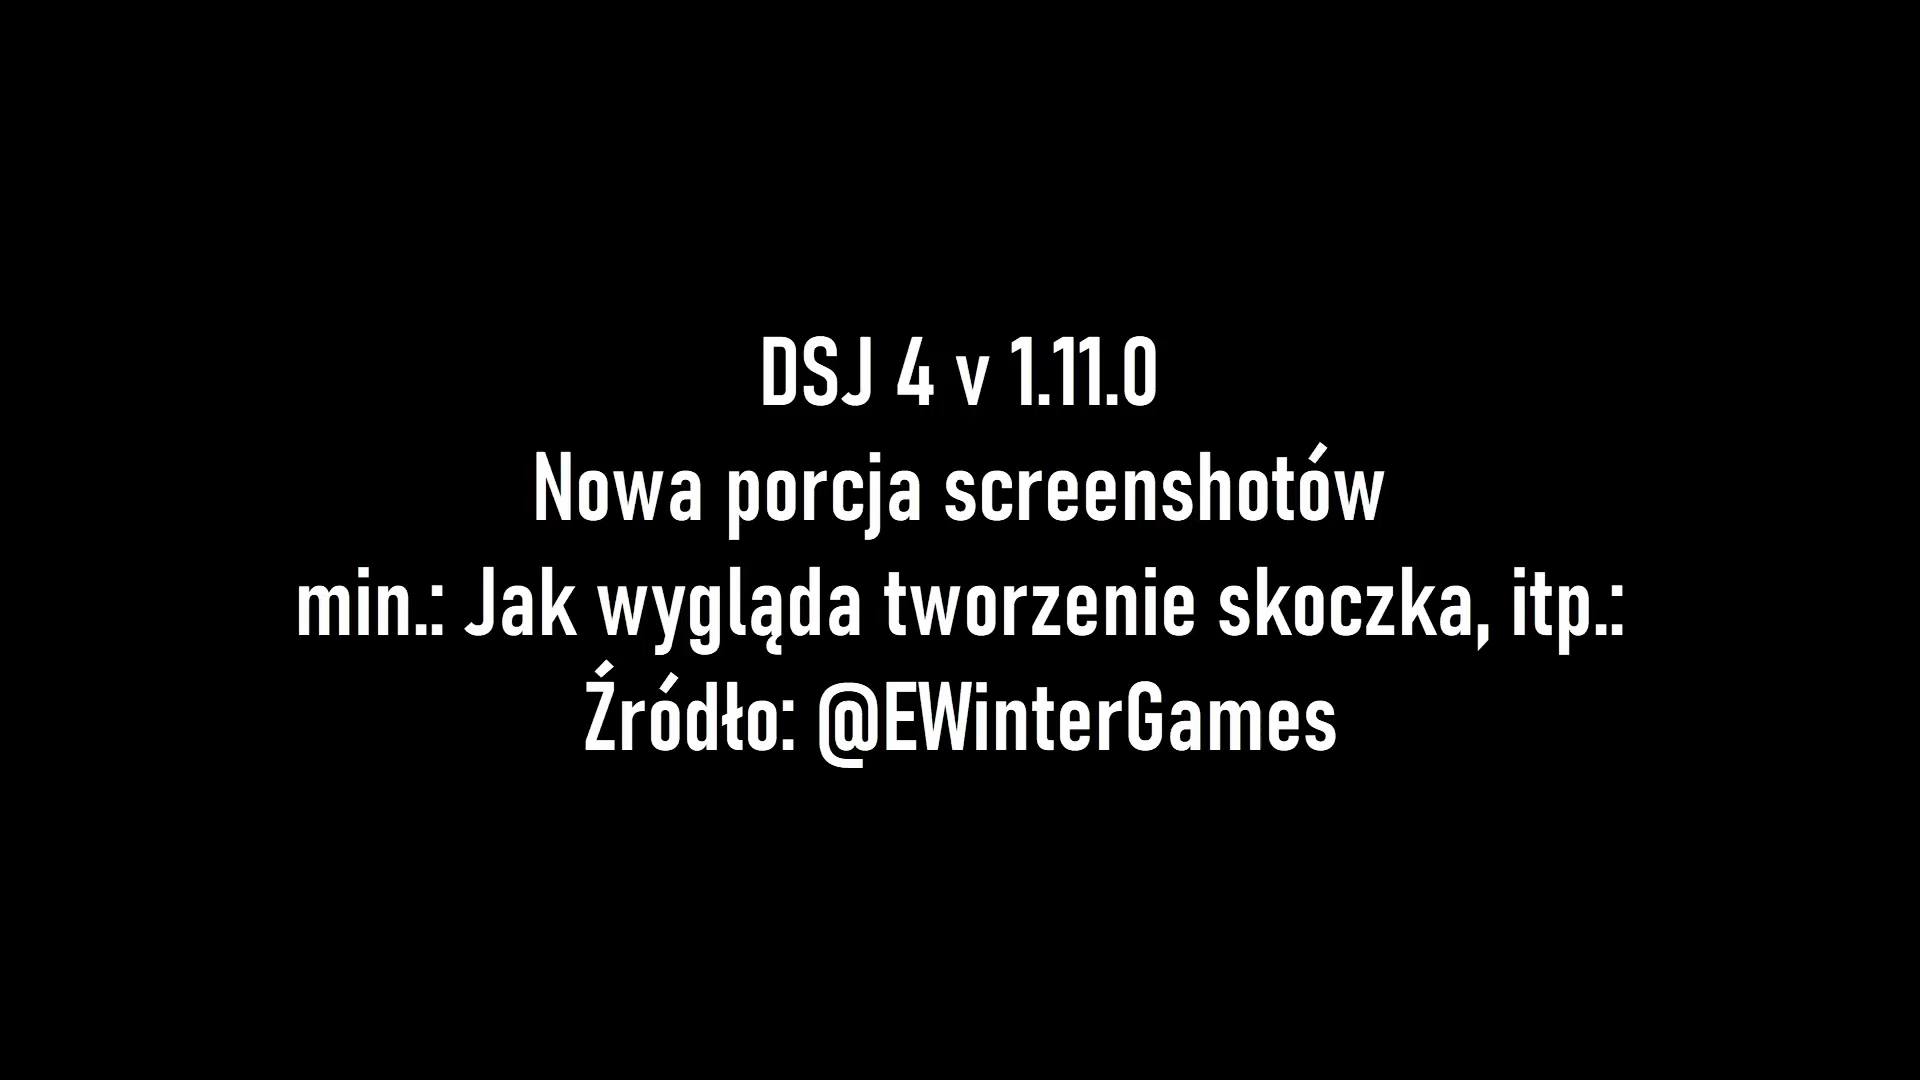 DSJ 4 v 1.11.0
Nowa porcja screenshotów
min.: Jak wygląda tworzenie skoczka, itp.:
Źródło: @EWinterGames